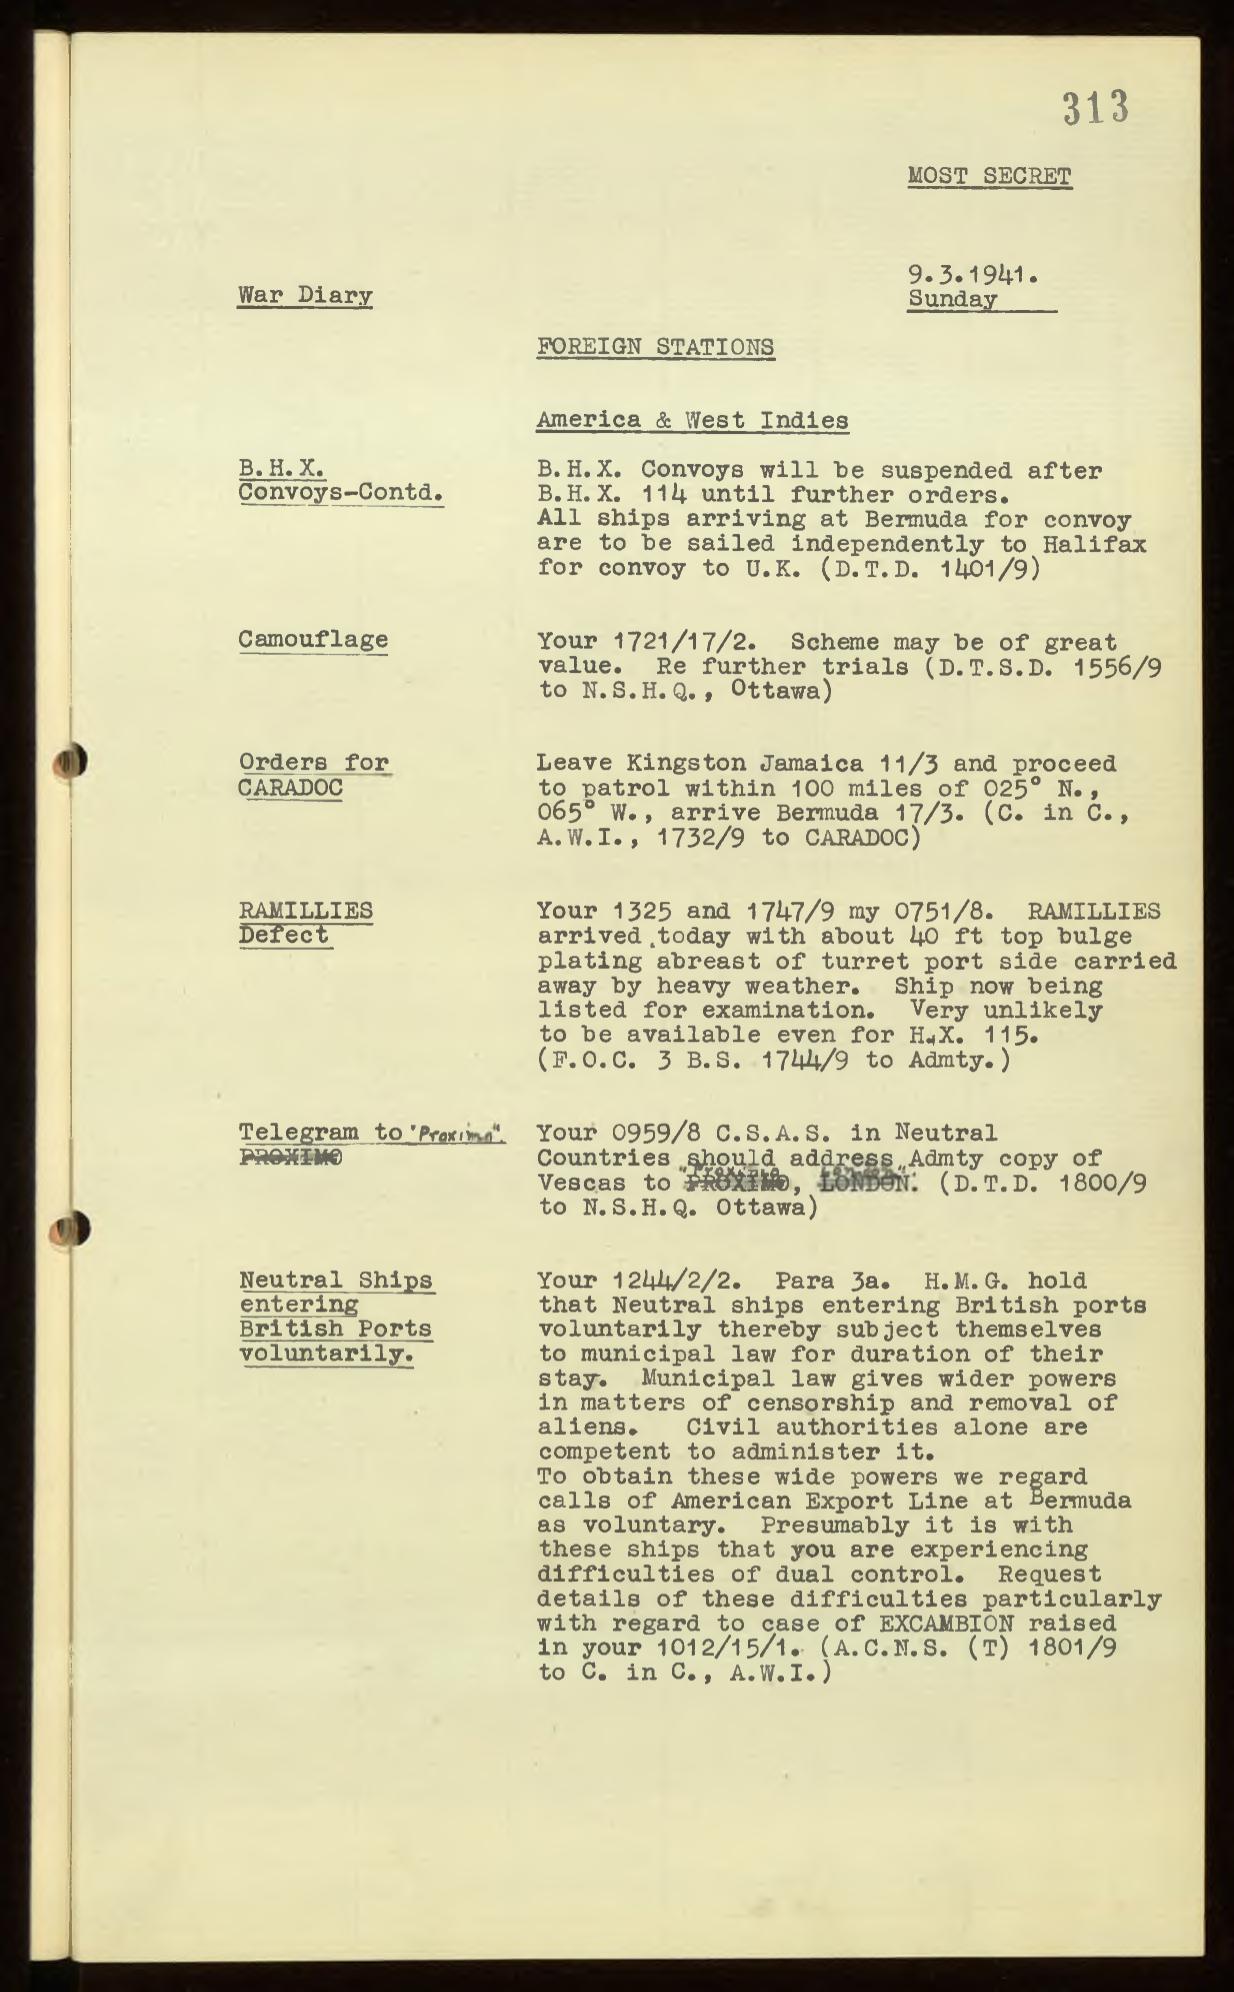 313
MOST SECRET
9.3.1941.
War Diary
Sunday
FOREIGN STATIONS
America & West Indies
B.H.X.
Convoys-Contd.
B.H.X. Convoys will be suspended after
B.H.X. 114 until further orders.
All ships arriving at Bermuda for convoy
are to be sailed independently to Halifax
for convoy to U.K. (D.T.D. 1401/9)
Camouflage
Your 1721/17/2. Scheme may be of great
value. Re further trials (D.T.S.D. 1556/9
to N.S.H.Q., Ottawa)
Orders for
CARADOC
Leave Kingston Jamaica 11/3 and proceed
to patrol within 100 miles of 025° N.,
065° W., arrive Bermuda 17/3. (C. in C.,
A.W.I., 1732/9 to CARADOC)
RAMILLIES
Defect
Your 1325 and 1747/9 my 0751/8. RAMILLIES
arrived today with about 40 ft top bulge
plating abreast of turret port side carried
away by heavy weather. Ship now being
listed for examination. Very unlikely
to be available even for H.X. 115.
(F.O.C. 3 B.S. 1744/9 to Admty.)
Telegram to "Proximo".
PROXIMO
Your 0959/8 C.S.A.S. in Neutral
Countries should address Admty copy of
"Proximo London".
Vescas to PROXIMO, LONDON. (D.T.D. 1800/9
to N.S.H.Q. Ottawa)
Neutral Ships
entering
British Ports
voluntarily.
Your 1244/2/2. Para 3a. H.M.G. hold
that Neutral ships entering British ports
voluntarily thereby subject themselves
to municipal law for duration of their
stay. Municipal law gives wider powers
in matters of censorship and removal of
aliens. Civil authorities alone are
competent to administer it.
To obtain these wide powers we regard
calls of American Export Line at Bermuda
as voluntary. Presumably it is with
these ships that you are experiencing
difficulties of dual control. Request
details of these difficulties particularly
with regard to case of EXCAMBION raised
in your 1012/15/1. (A.C.N.S. (T) 1801/9
to C. in C., A.W.I.)